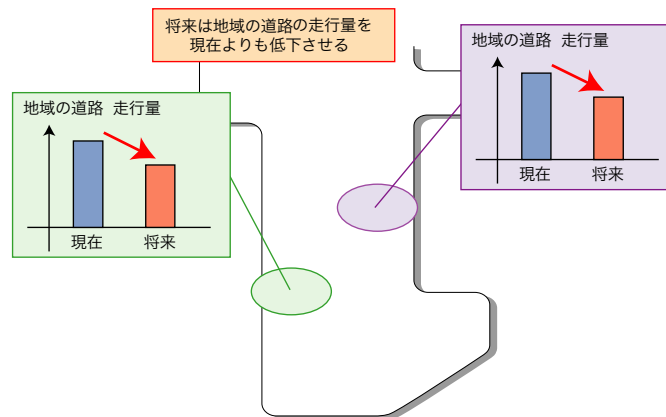 将来は地域の道路の走行量を
現在よりも低下させる
地域の道路 走行量
現在 将来
地域の道路 走行量
現在 将来